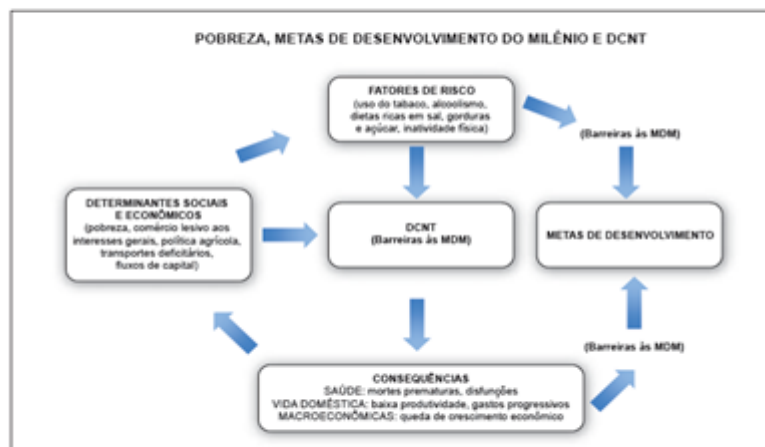 POBREZA, METAS DE DESENVOLVIMENTO DO MILÊNIO E DCNT
FATORES DE RISCO
(uso do tabaco, alcoolismo,
dietas ricas em sal, gorduras
e açúcar, inatividade física)
(Barreiras às MDM)
DETERMINANTES SOCIAIS
E ECONÔMICOS
(pobreza, comércio lesivo aos
interesses gerais, política agrícola,
transportes deficitários,
fluxos de capital)
DCNT
(Barreiras às MDM)
METAS DE DESENVOLVIMENTO
(Barreiras às MDM)
CONSEQUÊNCIAS
SAÚDE: mortes prematuras, disfunções
VIDA DOMÉSTICA: baixa produtividade, gastos progressivos
MACROECONÔMICAS: queda de crescimento econômico